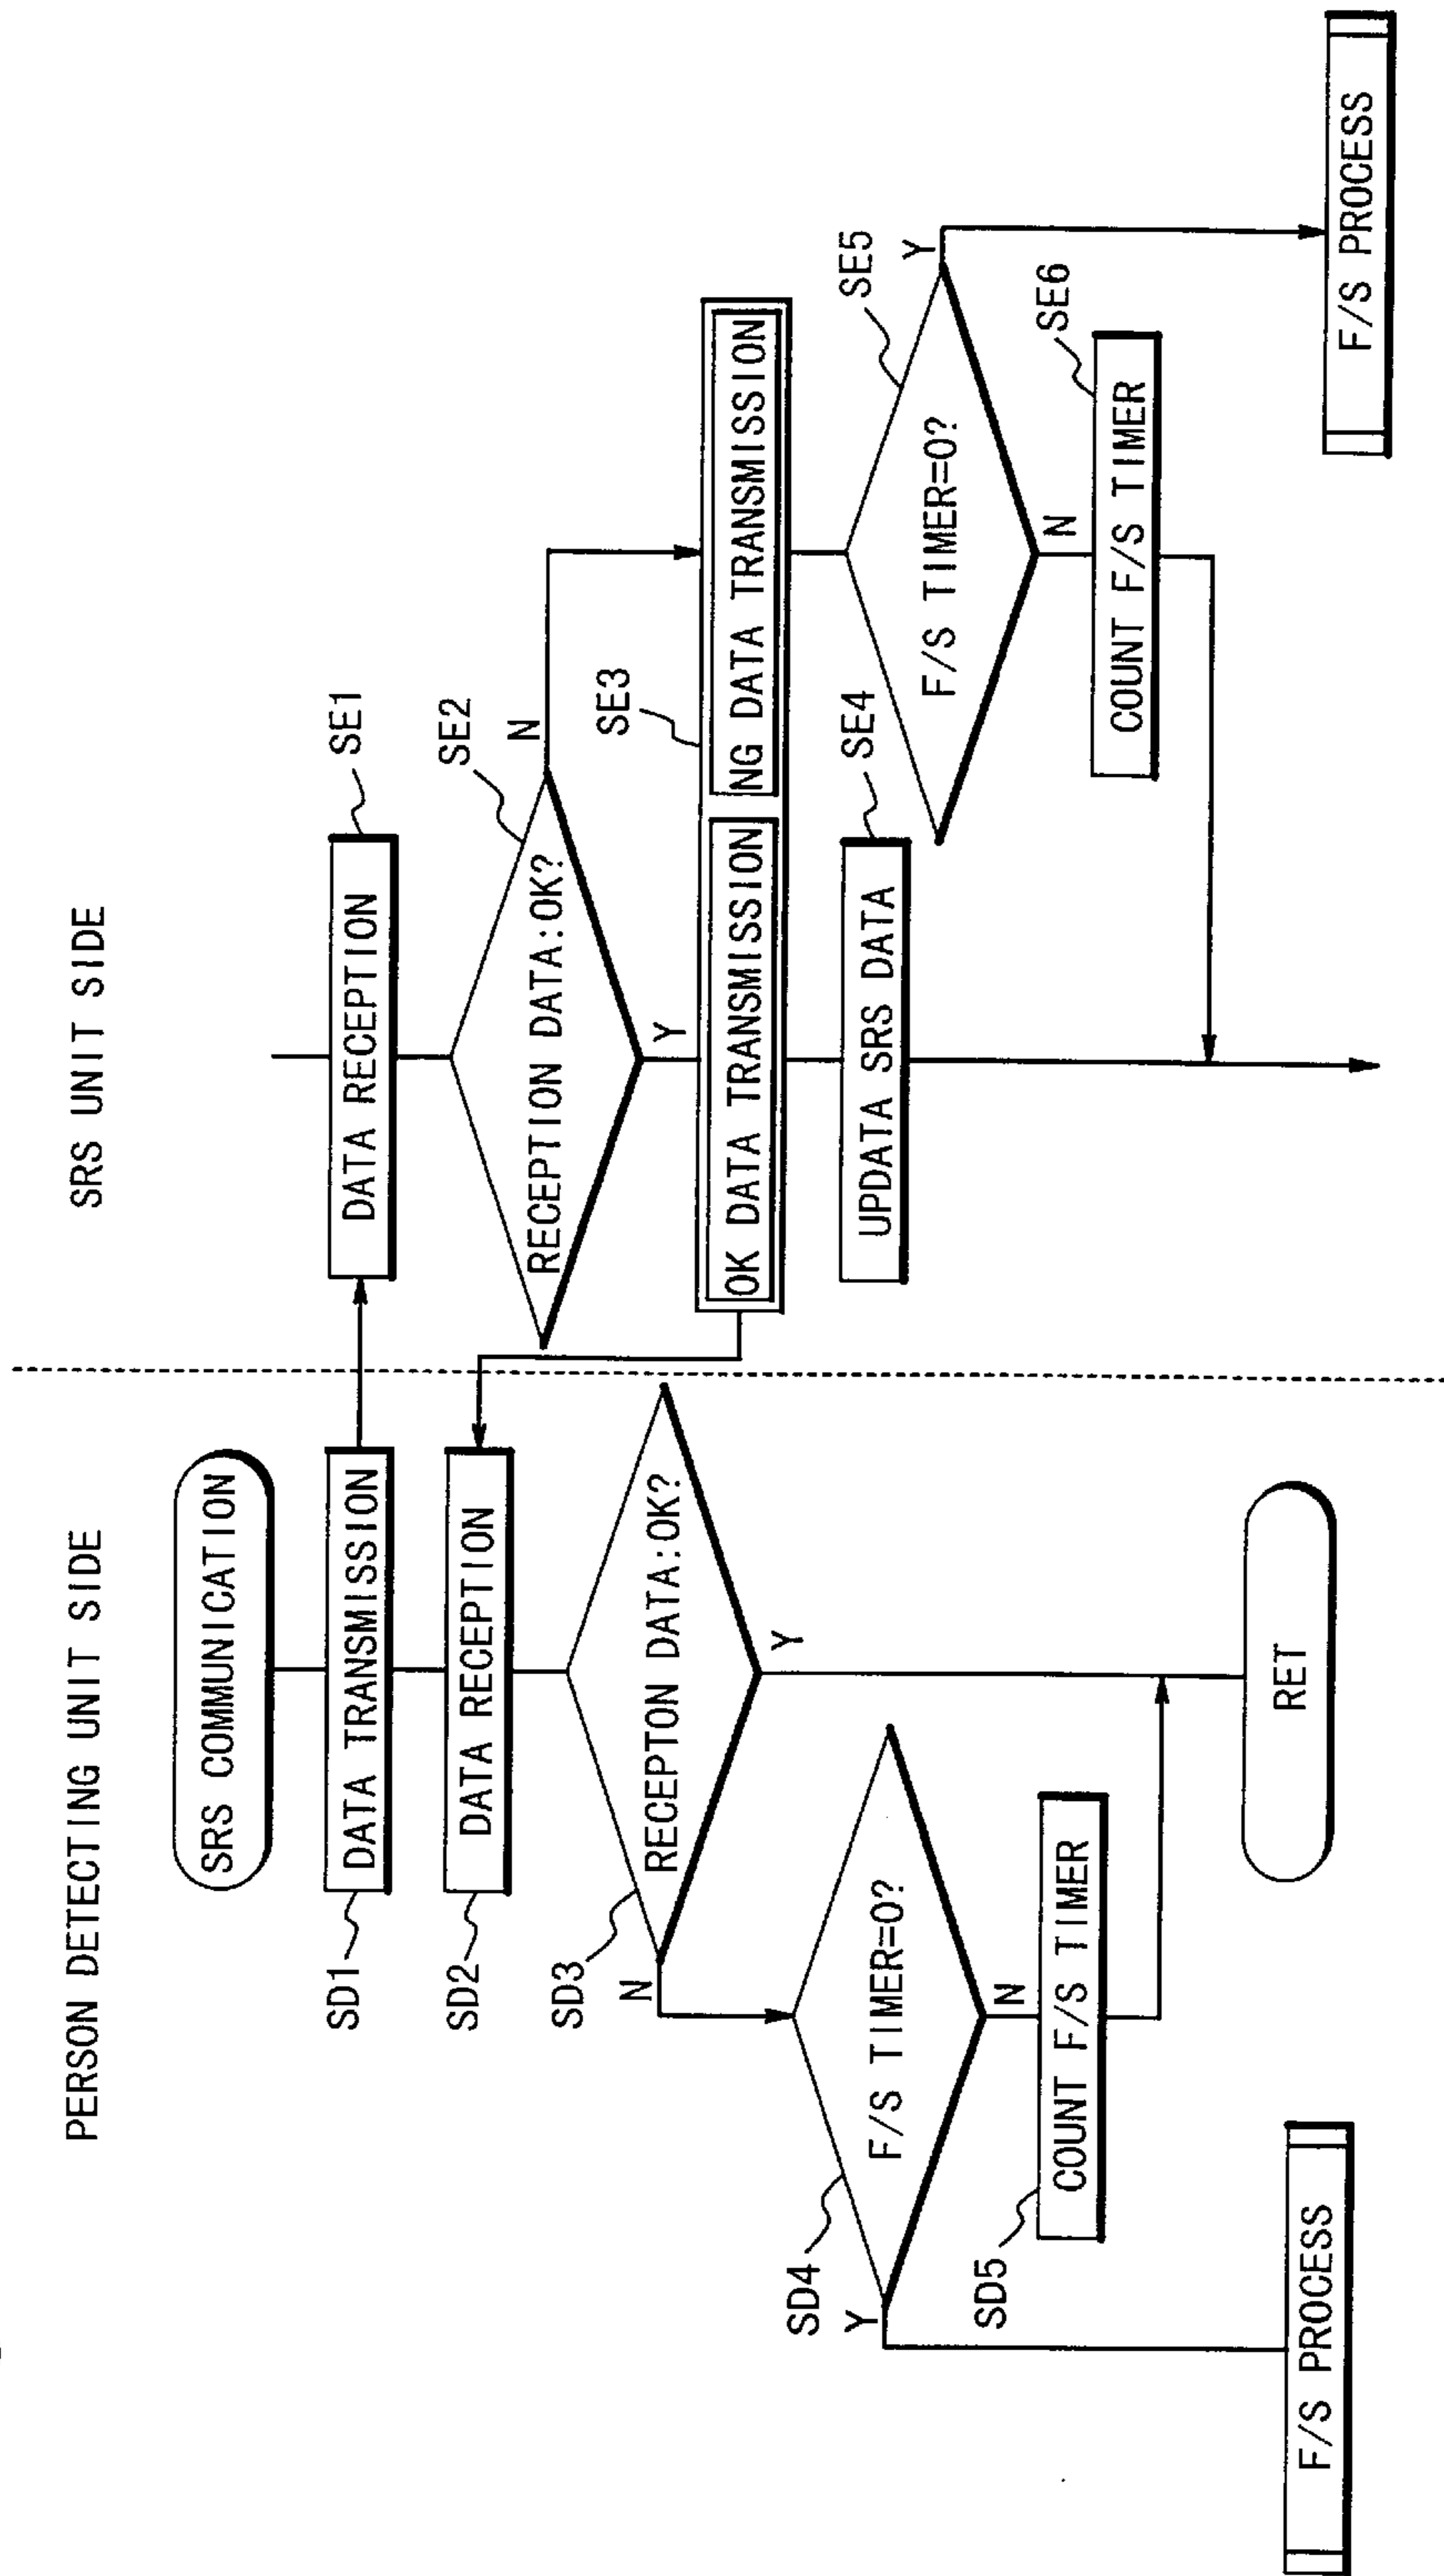 PERSON DETECTING UNIT SIDE
SRS UNIT SIDE
SRS COMMUNICATION
SD1
DATA TRANSMISSION
DATA RECEPTION
SE1
SD2
DATA RECEPTION
RECEPTION DATA:OK?
SE2
N
Y
SD3
RECEPTON DATA:OK?
N
Y
SE3
OK DATA TRANSMISSION
NG DATA TRANSMISSION
SD4
F/S TIMER=0?
Y
N
UPDATA SRS DATA
SE4
F/S TIMER=0?
SE5
Y
N
SD5
COUNT F/S TIMER
COUNT F/S TIMER
SE6
F/S PROCESS
RET
F/S PROCESS